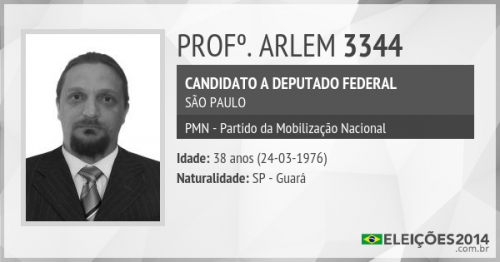 PROFº. ARLEM 3344
CANDIDATO A DEPUTADO FEDERAL
SÃO PAULO
PMN - Partido da Mobilização Nacional
Idade: 38 anos (24-03-1976)
Naturalidade: SP - Guará
ELEIÇÕES2014
.com.br